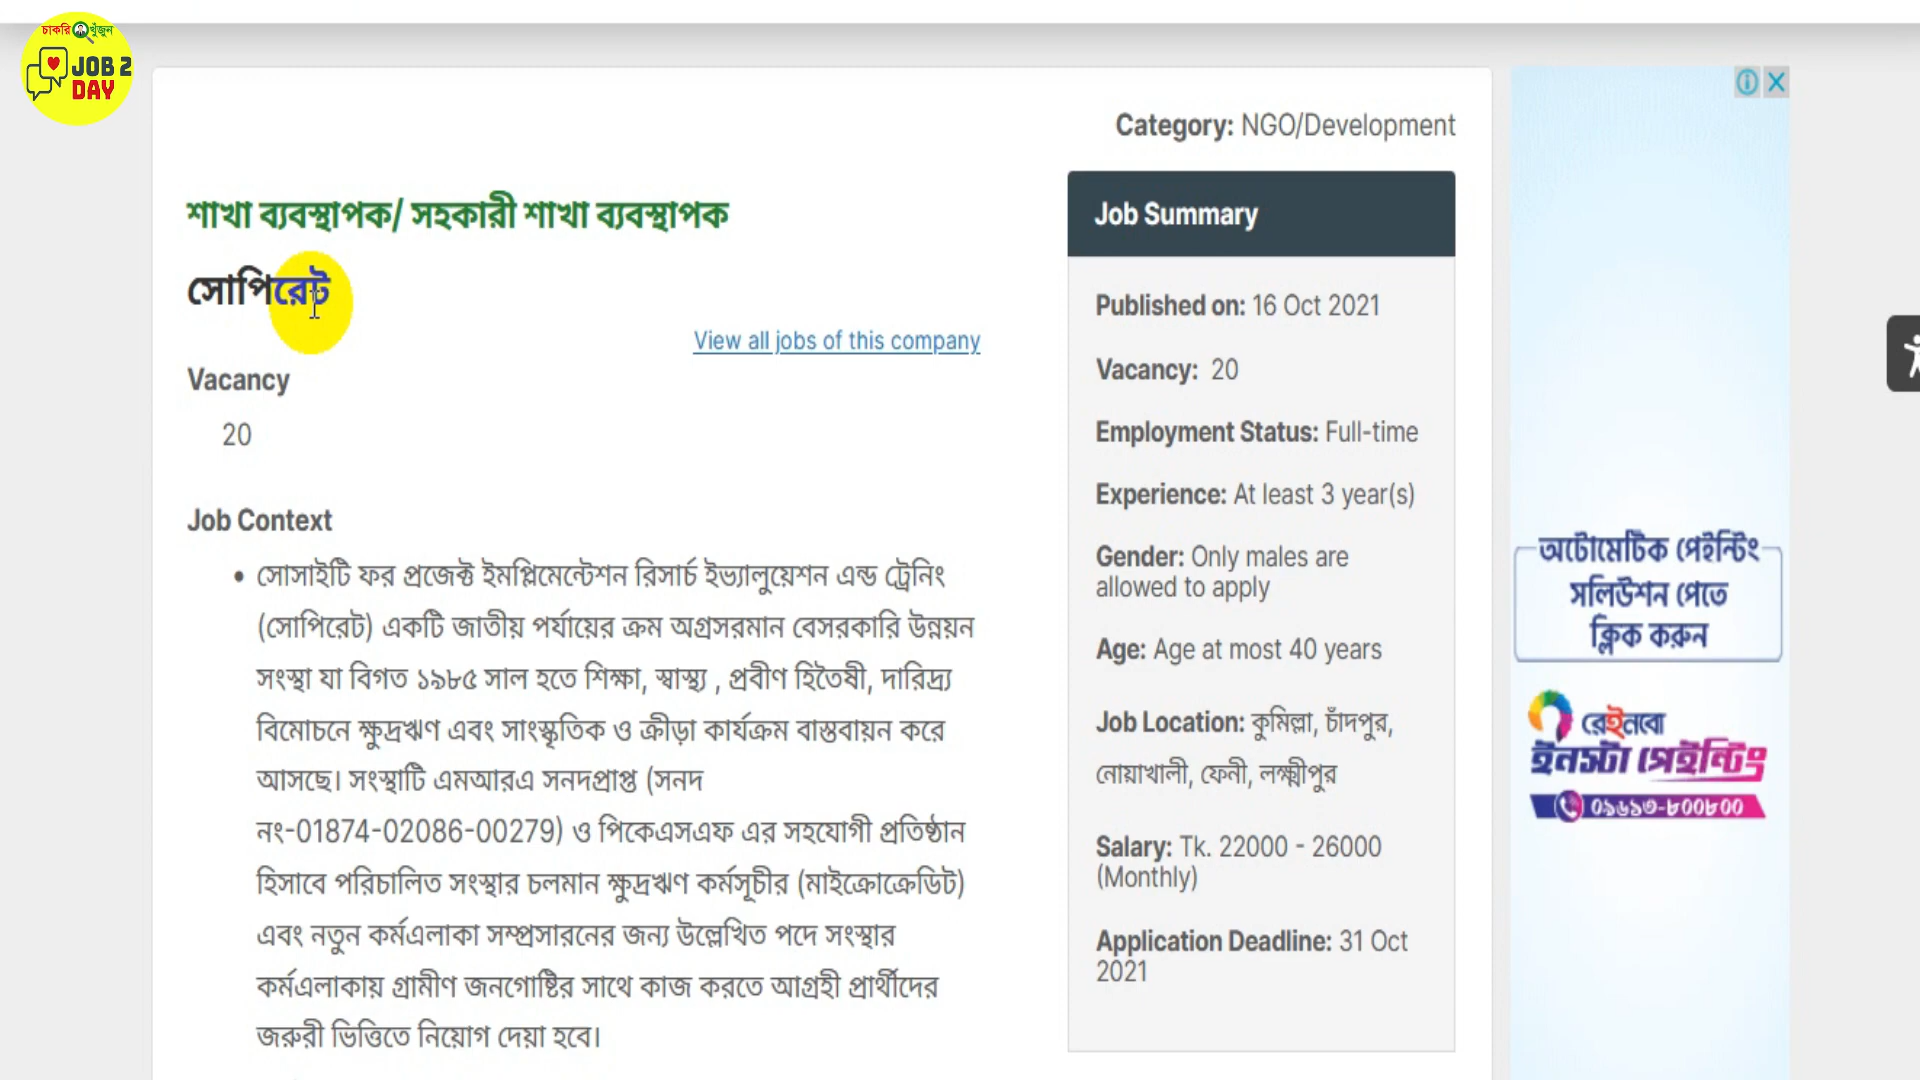 চাকরি খুঁজুন
JOB 2
DAY
Category: NGO/Development
শাখা ব্যবস্থাপক/ সহকারী শাখা ব্যবস্থাপক
সোপিরেট
View all jobs of this company
Vacancy
20
Job Context
• সোসাইটি ফর প্রজেক্ট ইমপ্লিমেন্টেশন রিসার্চ ইভ্যালুয়েশন এন্ড ট্রেনিং
(সোপিরেট) একটি জাতীয় পর্যায়ের ক্রম অগ্রসরমান বেসরকারি উন্নয়ন
সংস্থা যা বিগত ১৯৮৫ সাল হতে শিক্ষা, স্বাস্থ্য , প্রবীণ হিতৈষী, দারিদ্র্য
বিমোচনে ক্ষুদ্রঋণ এবং সাংস্কৃতিক ও ক্রীড়া কার্যক্রম বাস্তবায়ন করে
আসছে। সংস্থাটি এমআরএ সনদপ্রাপ্ত (সনদ
নং-01874-02086-00279) ও পিকেএসএফ এর সহযোগী প্রতিষ্ঠান
হিসাবে পরিচালিত সংস্থার চলমান ক্ষুদ্রঋণ কর্মসূচীর (মাইক্রোক্রেডিট)
এবং নতুন কর্মএলাকা সম্প্রসারনের জন্য উল্লেখিত পদে সংস্থার
কর্মএলাকায় গ্রামীণ জনগোষ্টির সাথে কাজ করতে আগ্রহী প্রার্থীদের
জরুরী ভিত্তিতে নিয়োগ দেয়া হবে।
Job Summary
Published on: 16 Oct 2021
Vacancy: 20
Employment Status: Full-time
Experience: At least 3 year(s)
Gender: Only males are
allowed to apply
Age: Age at most 40 years
Job Location: কুমিল্লা, চাঁদপুর,
নোয়াখালী, ফেনী, লক্ষ্মীপুর
Salary: Tk. 22000 - 26000
(Monthly)
Application Deadline: 31 Oct
2021
অটোমেটিক পেইন্টিং
সলিউশন পেতে
ক্লিক করুন
রেইনবো
ইনস্টা পেইন্টিং
০৯৬১৩-৮০০৮০০